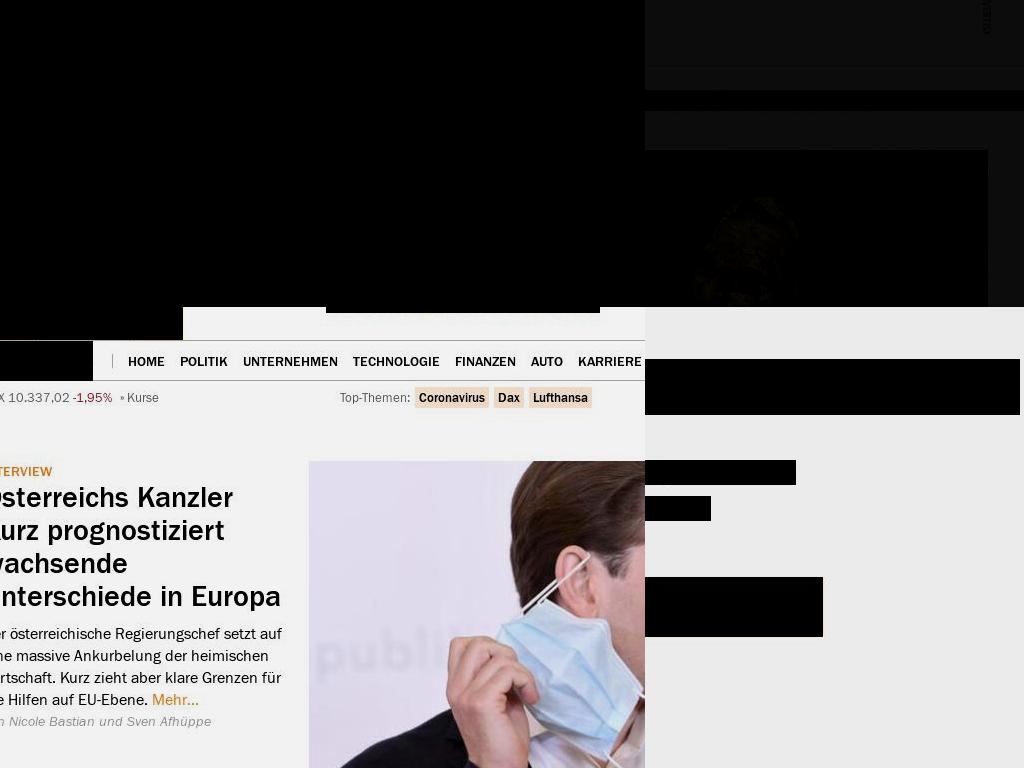 HOME POLITIK UNTERNEHMEN TECHNOLOGIE FINANZEN AUTO KARRIERE
10.337,02 -1,95% » Kurse
Top-Themen: Coronavirus Dax Lufthansa
TERVIEW
sterreichs Kanzler
urz prognostiziert
achsende
nterschiede in Europa
r österreichische Regierungschef setzt auf
ne massive Ankurbelung der heimischen
rtschaft. Kurz zieht aber klare Grenzen für
e Hilfen auf EU-Ebene. Mehr...
n Nicole Bastian und Sven Afhüppe
publi